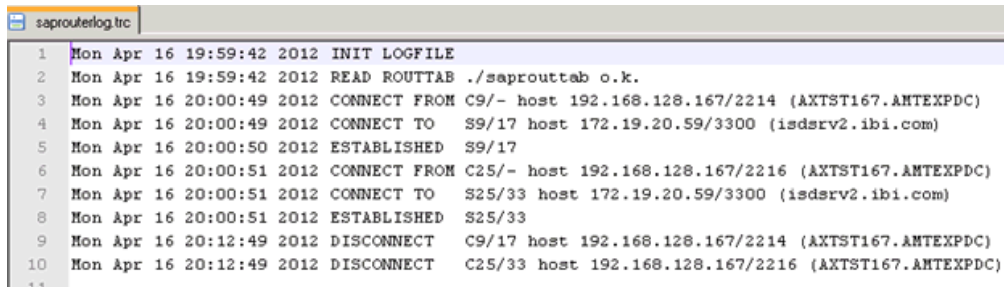 saprouterlog.trc
1 Mon Apr 16 19:59:42 2012 INIT LOGFILE
2 Mon Apr 16 19:59:42 2012 READ ROUTTAB ./saprouttab o.k.
3 Mon Apr 16 20:00:49 2012 CONNECT FROM C9/- host 192.168.128.167/2214 (AXTST167.AMTEXPDC)
4 Mon Apr 16 20:00:49 2012 CONNECT TO S9/17 host 172.19.20.59/3300 (isdsrv2.ibi.com)
5 Mon Apr 16 20:00:50 2012 ESTABLISHED S9/17
6 Mon Apr 16 20:00:51 2012 CONNECT FROM C25/- host 192.168.128.167/2216 (AXTST167.AMTEXPDC)
7 Mon Apr 16 20:00:51 2012 CONNECT TO S25/33 host 172.19.20.59/3300 (isdsrv2.ibi.com)
8 Mon Apr 16 20:00:51 2012 ESTABLISHED S25/33
9 Mon Apr 16 20:12:49 2012 DISCONNECT C9/17 host 192.168.128.167/2214 (AXTST167.AMTEXPDC)
10 Mon Apr 16 20:12:49 2012 DISCONNECT C25/33 host 192.168.128.167/2216 (AXTST167.AMTEXPDC)
11